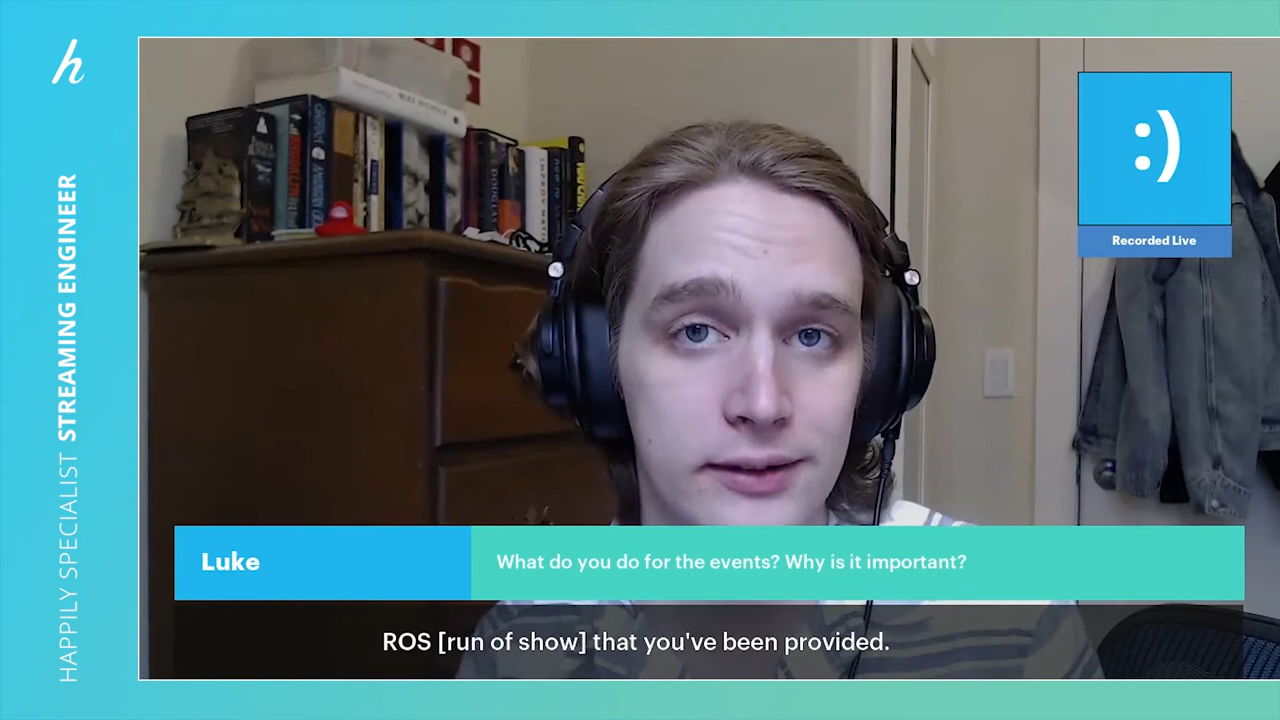 h
HAPPILY SPECIALIST STREAMING ENGINEER
:)
Recorded Live
Luke
What do you do for the events? Why is it important?
ROS [run of show] that you've been provided.